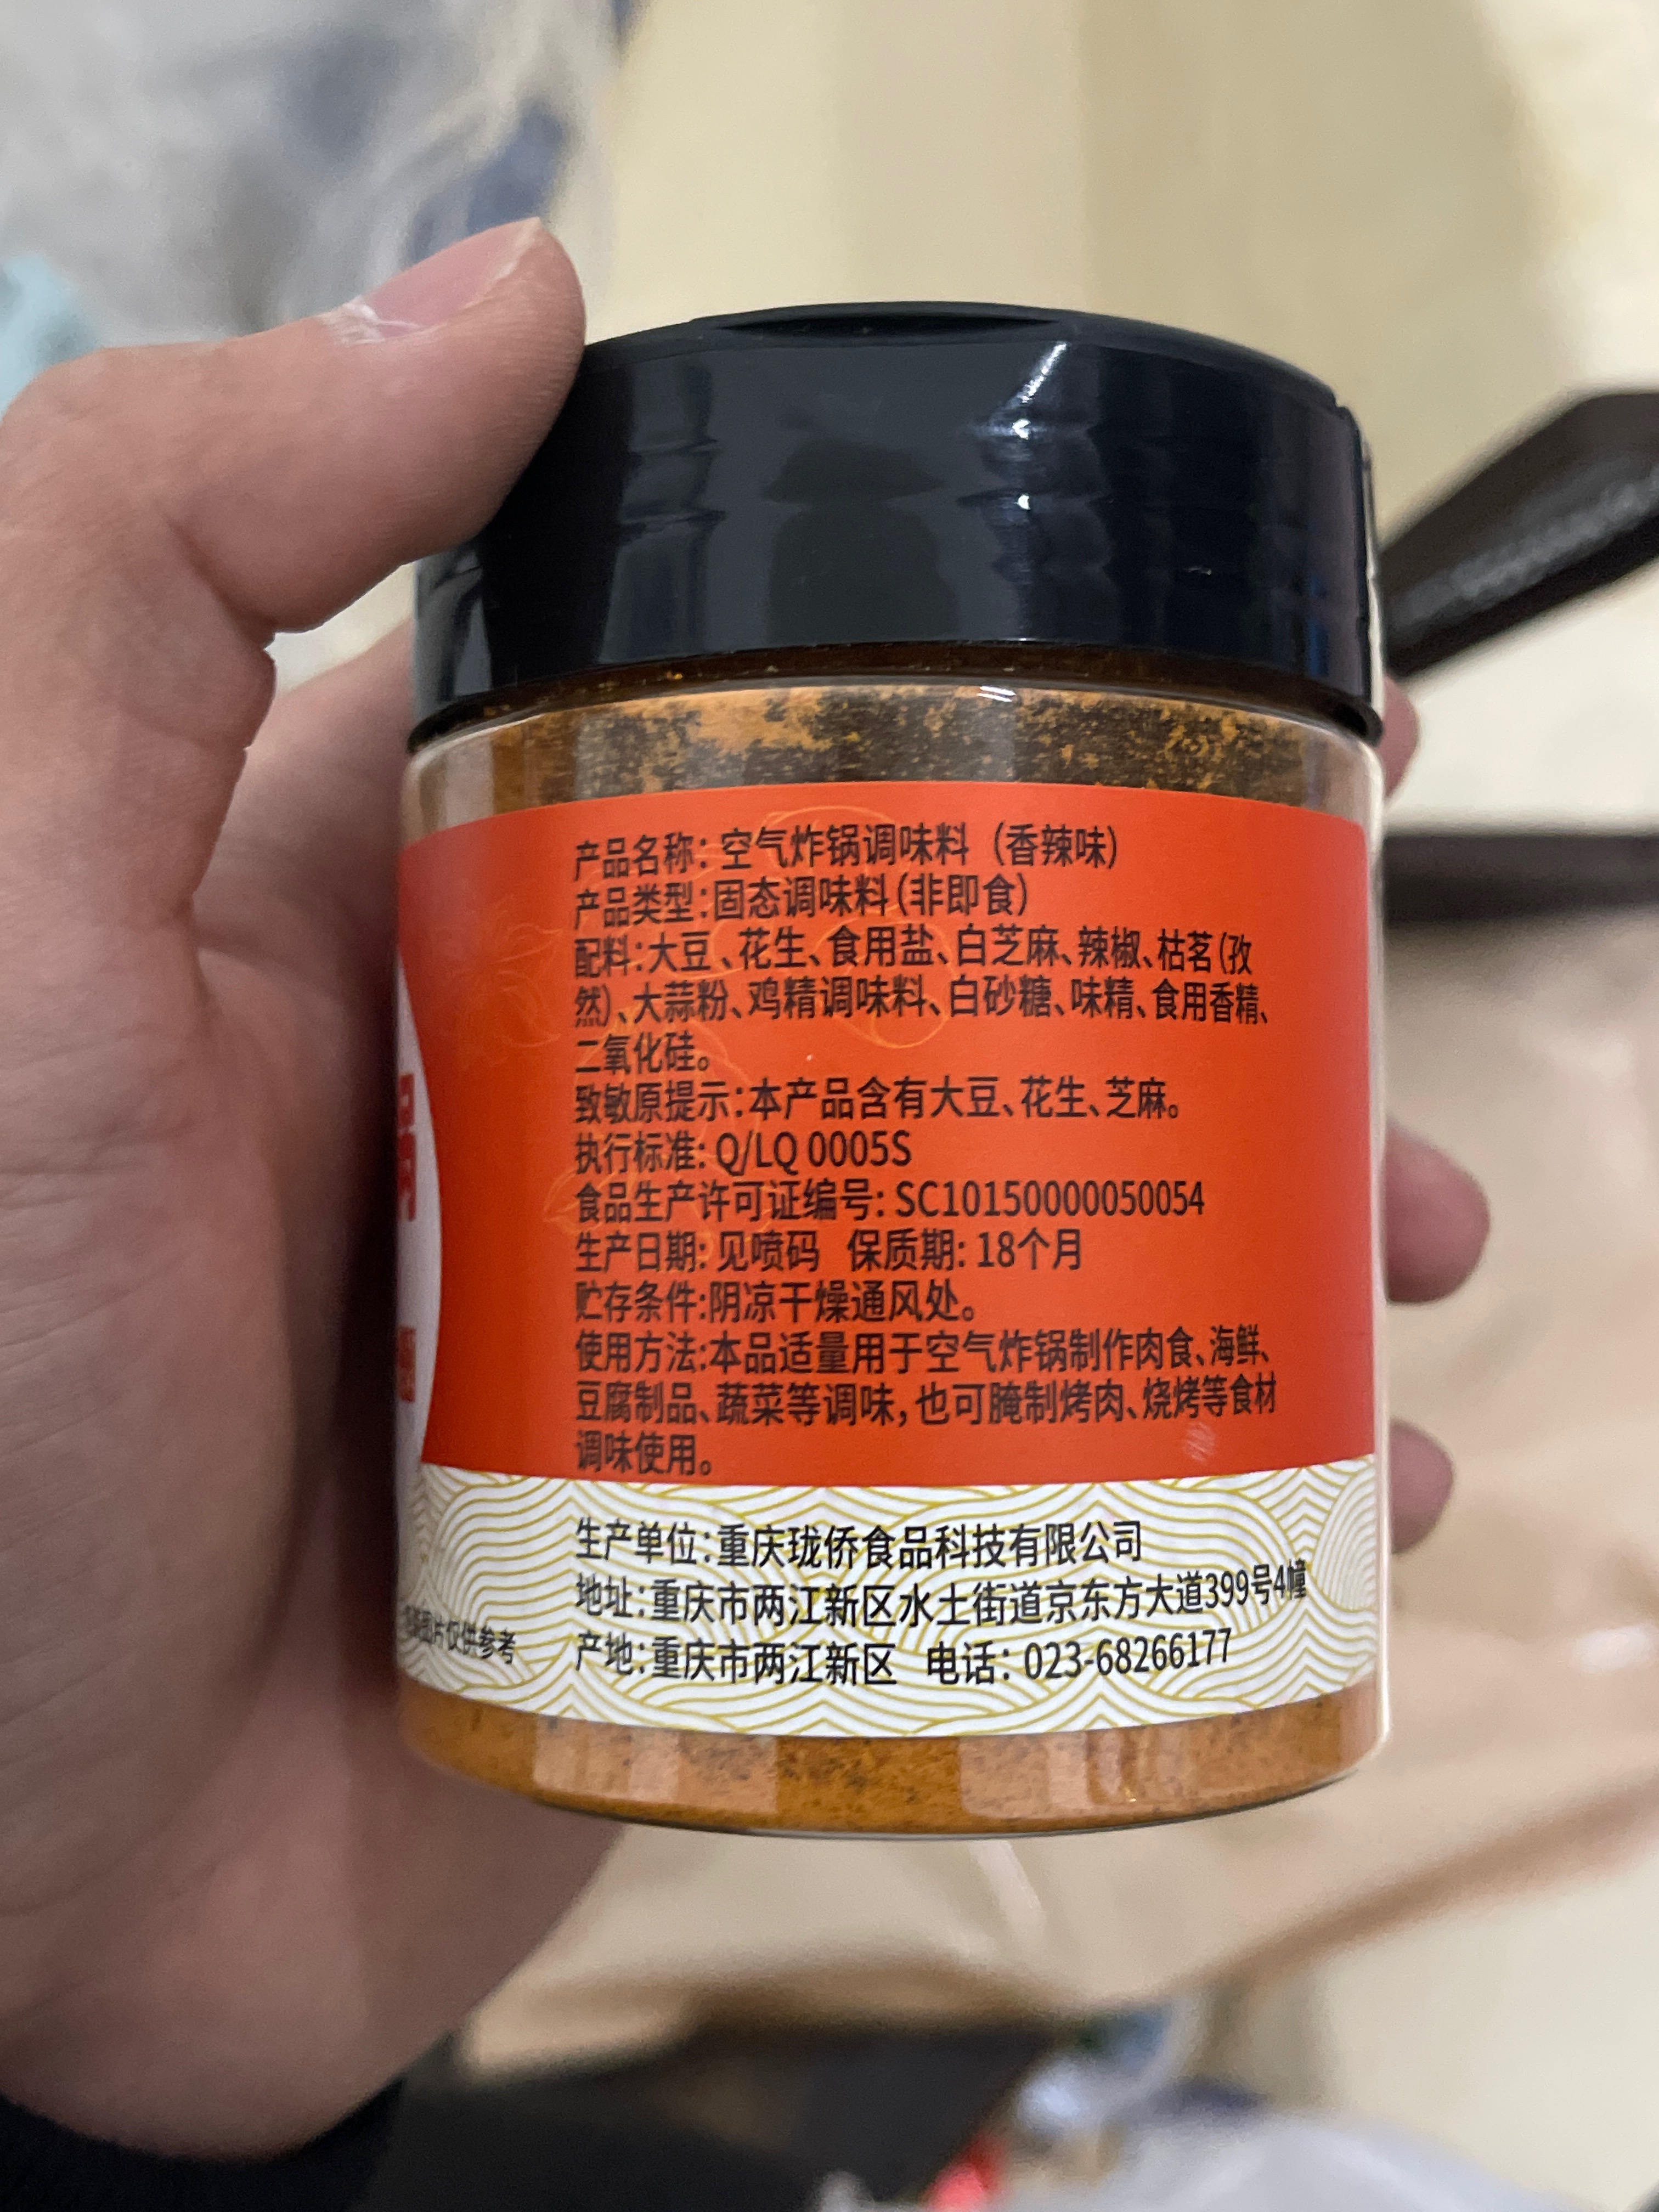 产品名称：空气炸锅调味料（香辣味）
产品类型：固态调味料（非即食）
配料：大豆、花生、食用盐、白芝麻、辣椒、枯茗（孜
然）、大蒜粉、鸡精调味料、白砂糖、味精、食用香精、
二氧化硅。
致敏原提示：本产品含有大豆、花生、芝麻。
执行标准：Q/LQ 0005S
食品生产许可证编号：SC10150000050054
生产日期：见喷码 保质期：18个月
贮存条件：阴凉干燥通风处。
使用方法：本品适量用于空气炸锅制作肉食、海鲜、
豆腐制品、蔬菜等调味，也可腌制烤肉、烧烤等食材
调味使用。
生产单位：重庆珑侨食品科技有限公司
地址：重庆市两江新区水土街道京东方大道399号4幢
产地：重庆市两江新区 电话：023-68266177
图片仅供参考
锅